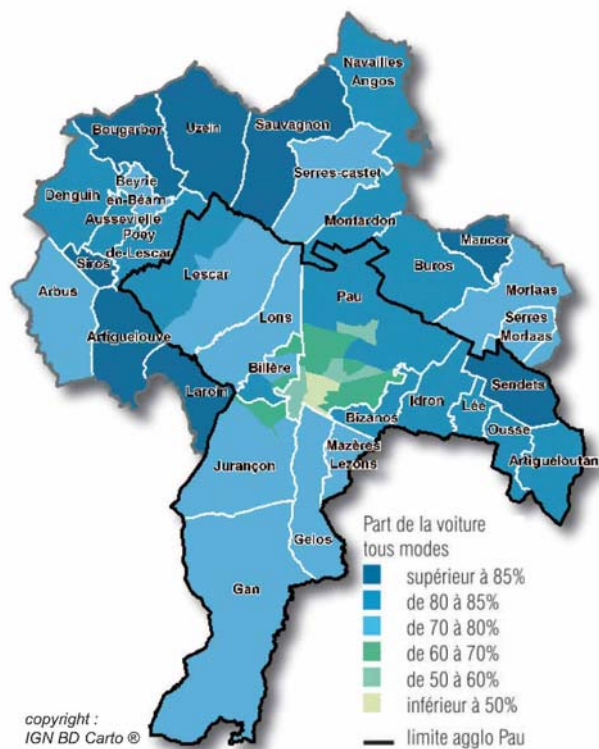 Navailles
Angos
Bougarber
Uzein
Sauvagnon
Beyrie
en-Béarn
Serres-castet
Denguin
Aussevielle
Poey
de-Lescar
Montardon
Siros
Maucor
Lescar
Buros
Arbus
Pau
Morlaas
Lons
Serres
Morlaas
Artiguelouve
Billère
Sendets
Laroin
Idron
Lée
Bizanos
Ousse
Mazères
Lezons
Artigueloutan
Jurançon
Gelos
Gan
Part de la voiture
tous modes
supérieur à 85%
de 80 à 85%
de 70 à 80%
de 60 à 70%
de 50 à 60%
inférieur à 50%
limite agglo Pau
copyright :
IGN BD Carto ®